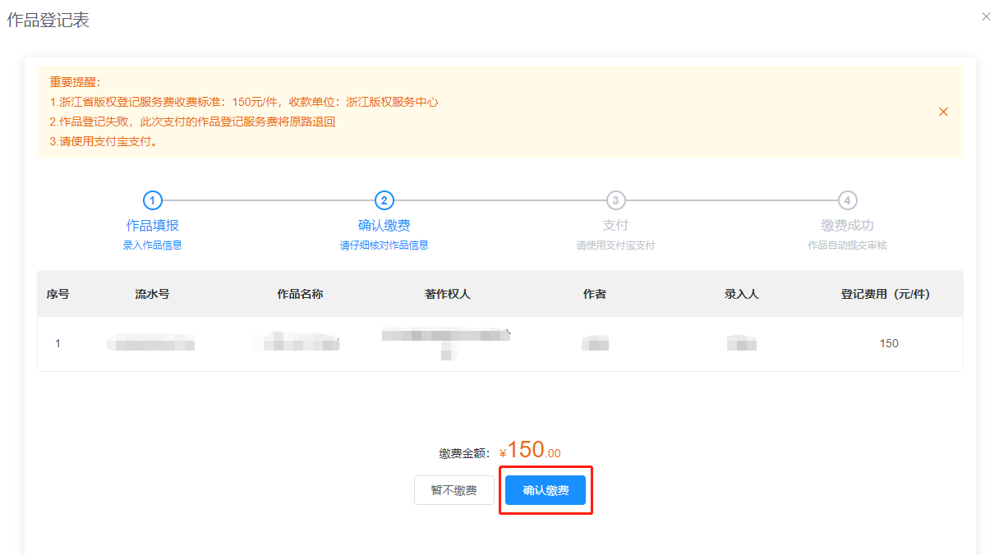 作品登记表
重要提醒：
1.浙江省版权登记服务费收费标准：150元/件，收款单位：浙江版权服务中心
2.作品登记失败，此次支付的作品登记服务费将原路退回
3.请使用支付宝支付。
1 2 3 4
作品填报 确认缴费 支付 缴费成功
录入作品信息 请仔细核对作品信息 请使用支付宝支付 作品自动提交审核
序号 流水号 作品名称 著作权人 作者 录入人 登记费用（元/件）
1 150
缴费金额： ¥150.00
暂不缴费 确认缴费